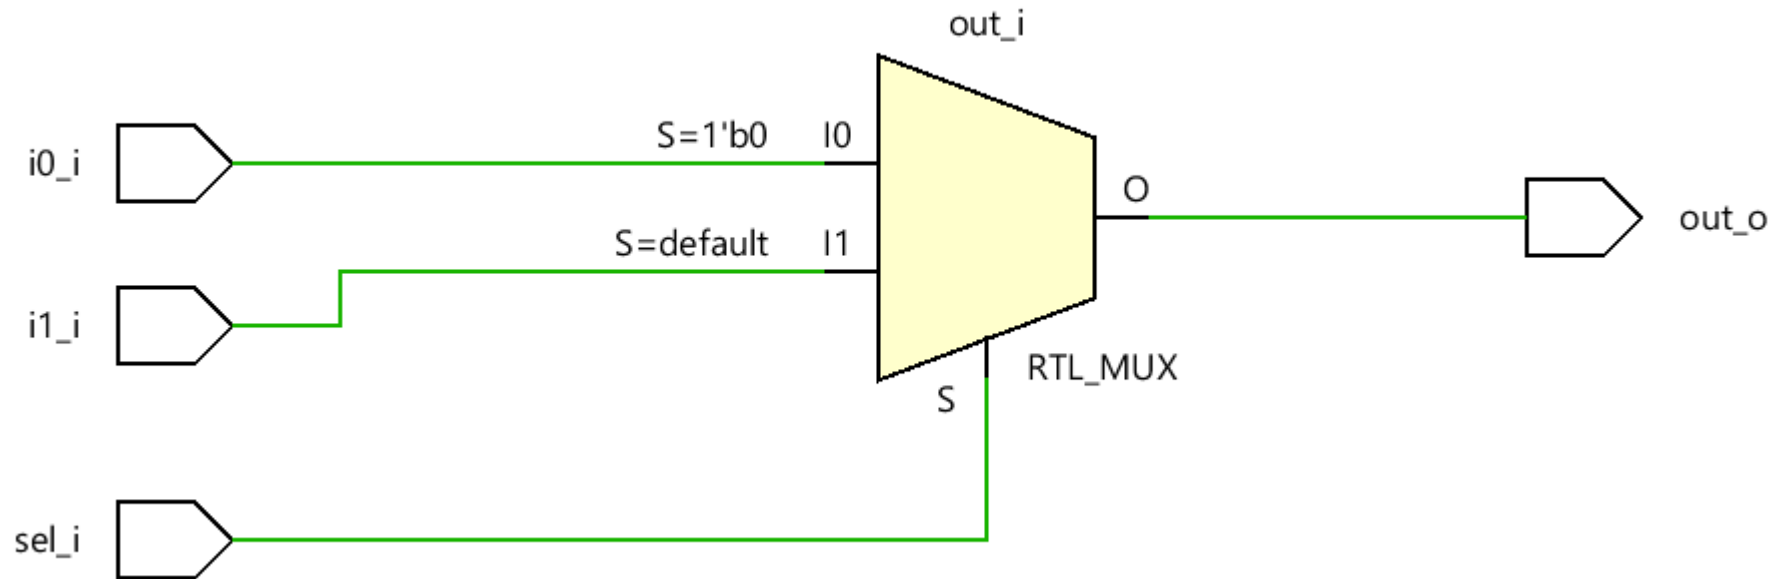 out_i
S=1'b0 I0
i0_i
O
out_o
S=default I1
i1_i
RTL_MUX
S
sel_i